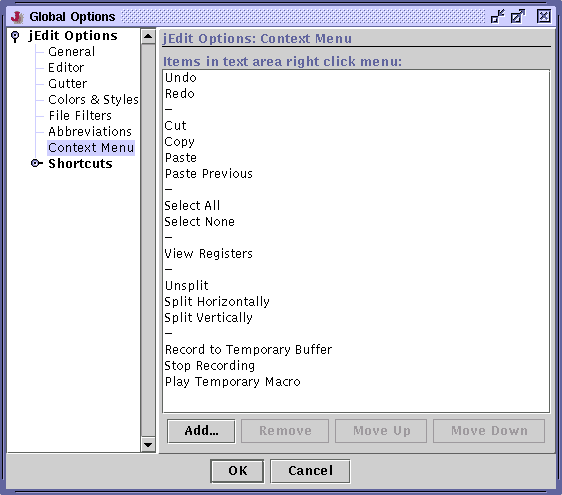 Global Options
jEdit Options
General
Editor
Gutter
Colors & Styles
File Filters
Abbreviations
Context Menu
Shortcuts
jEdit Options: Context Menu
Items in text area right click menu:
Undo
Redo
–
Cut
Copy
Paste
Paste Previous
–
Select All
Select None
–
View Registers
–
Unsplit
Split Horizontally
Split Vertically
–
Record to Temporary Buffer
Stop Recording
Play Temporary Macro
Add... Remove Move Up Move Down
OK Cancel